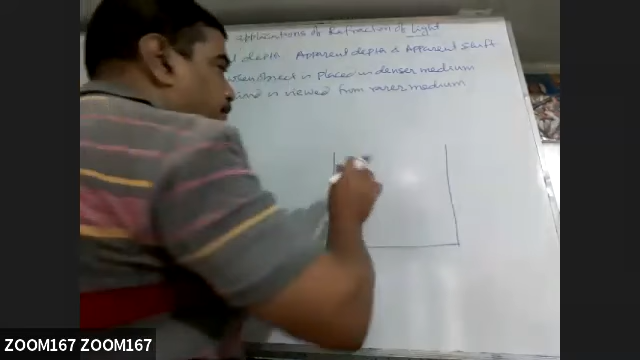 Applications of Refraction of Light
depth Apparent depth & Apparent shift
when object is placed in denser medium
and is viewed from rarer medium
ZOOM167 ZOOM167